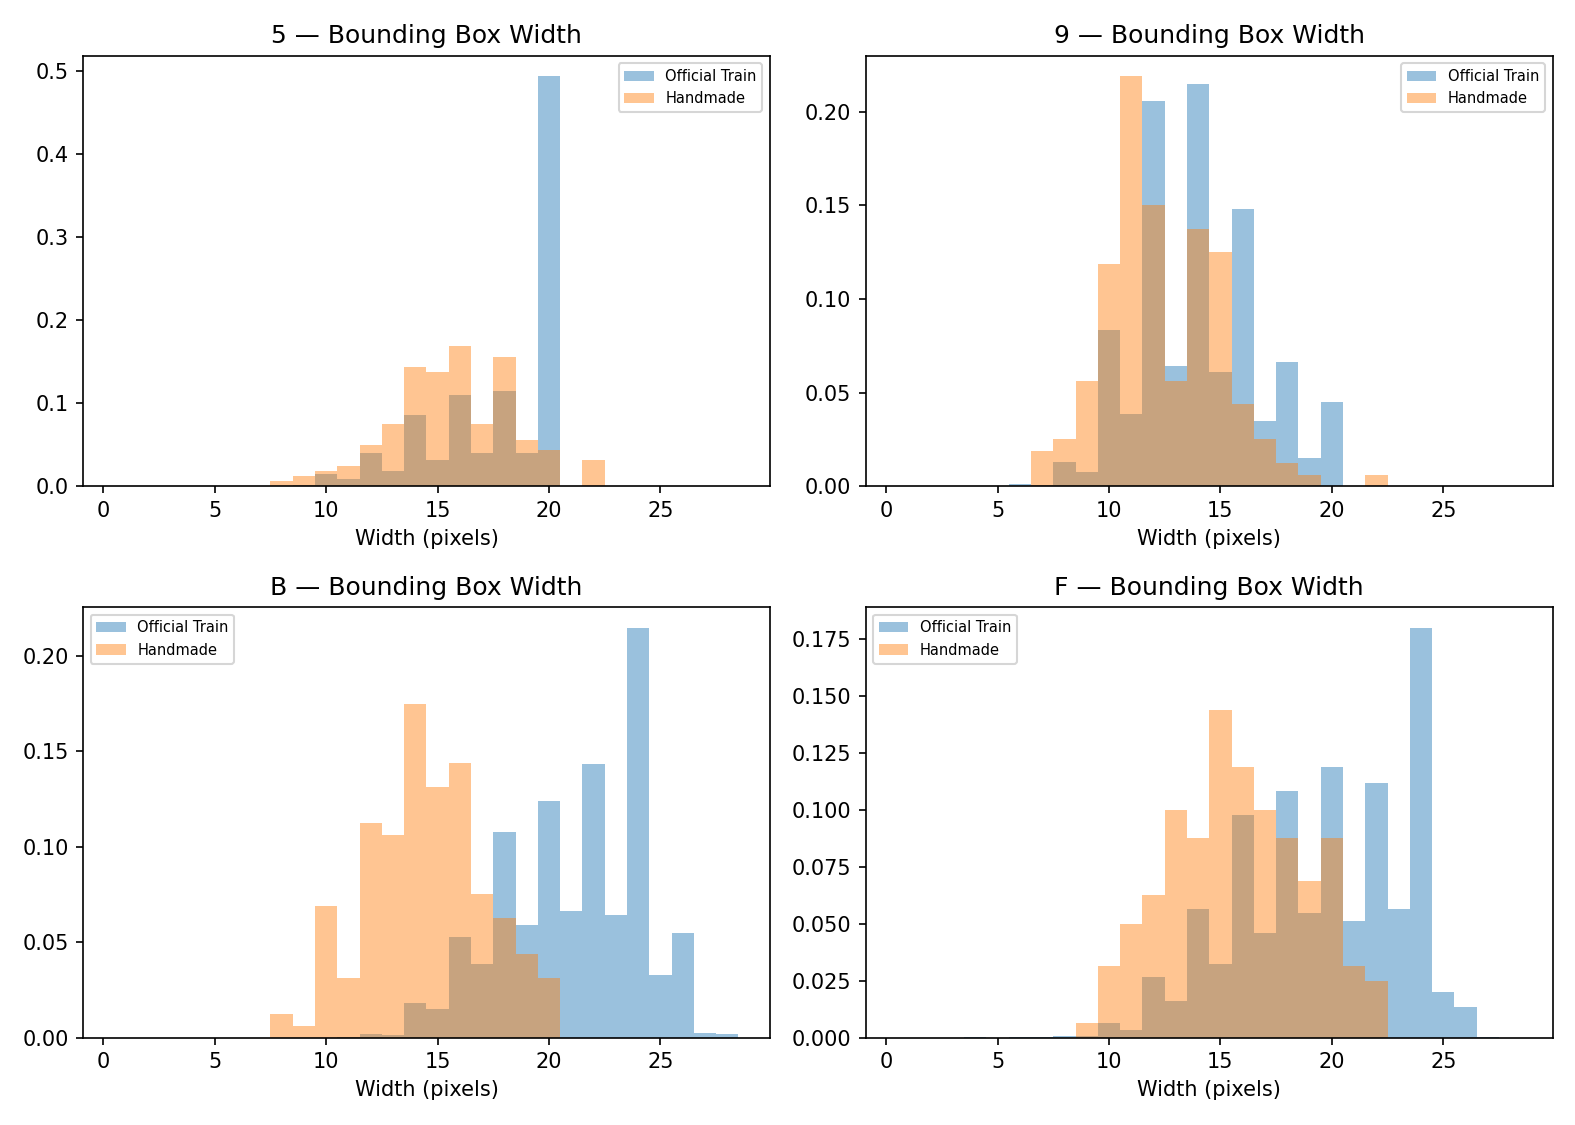 5 — Bounding Box Width
Official Train
Handmade
0.5
0.4
0.3
0.2
0.1
0.0
0 5 10 15 20 25
Width (pixels)
9 — Bounding Box Width
Official Train
Handmade
0.20
0.15
0.10
0.05
0.00
0 5 10 15 20 25
Width (pixels)
B — Bounding Box Width
Official Train
Handmade
0.20
0.15
0.10
0.05
0.00
0 5 10 15 20 25
Width (pixels)
F — Bounding Box Width
Official Train
Handmade
0.175
0.150
0.125
0.100
0.075
0.050
0.025
0.000
0 5 10 15 20 25
Width (pixels)